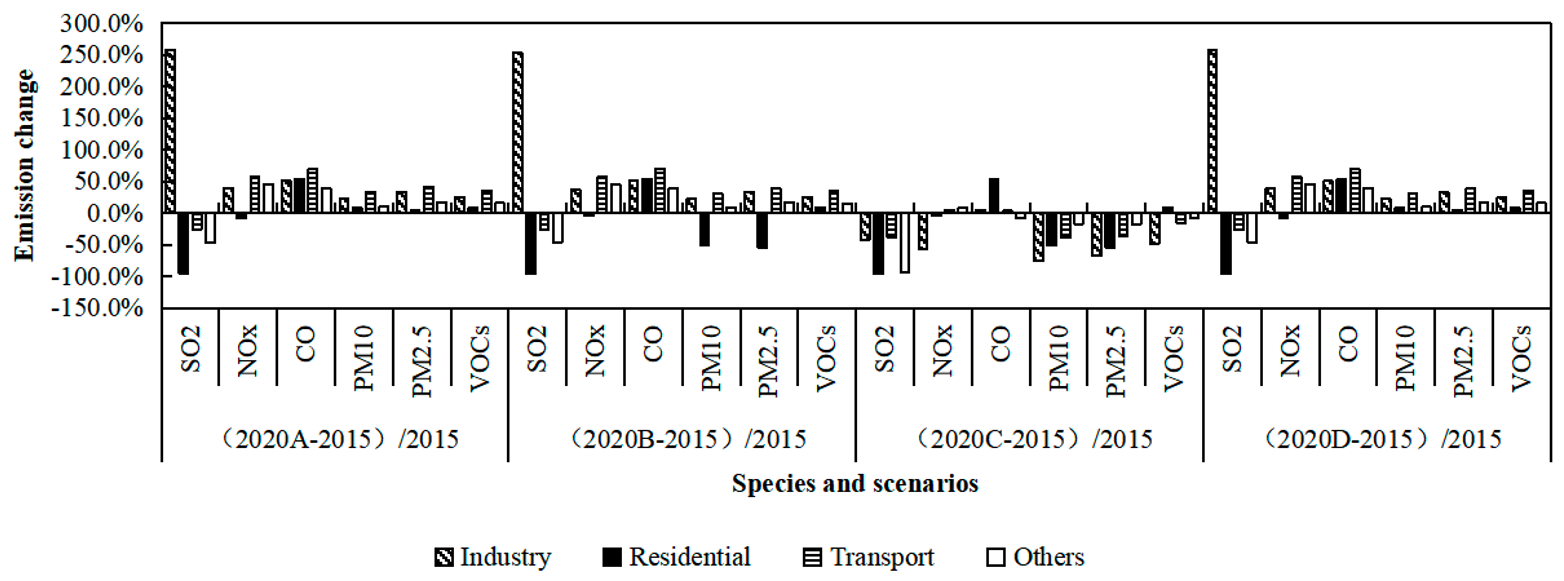 Emission change
300.0%
250.0%
200.0%
150.0%
100.0%
50.0%
0.0%
-50.0%
-100.0%
-150.0%
SO2 NOx CO PM10 PM2.5 VOCs SO2 NOx CO PM10 PM2.5 VOCs SO2 NOx CO PM10 PM2.5 VOCs SO2 NOx CO PM10 PM2.5 VOCs
（2020A-2015）/2015 （2020B-2015）/2015 （2020C-2015）/2015 （2020D-2015）/2015
Species and scenarios
Industry Residential Transport Others